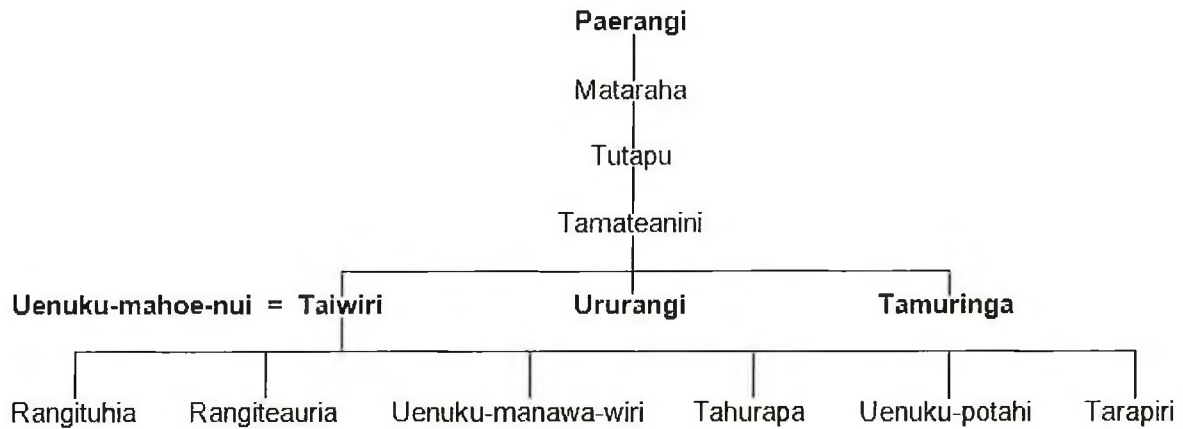 Paerangi
Mataraha
Tutapu
Tamateanini
Uenuku-mahoe-nui = Taiwiri Ururangi Tamuringa
Rangituhia Rangiteauria Uenuku-manawa-wiri Tahurapa Uenuku-potahi Tarapiri